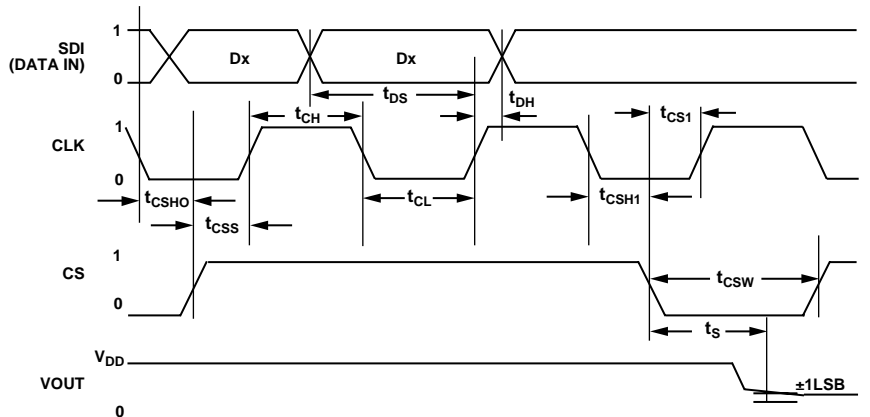 SDI
(DATA IN)
1
0
Dx
Dx
tDS
tDH
CLK
1
0
tCH
tCS1
tCSHO
tCSS
tCL
tCSH1
CS
1
0
tCSW
tS
VOUT
VDD
0
±1LSB